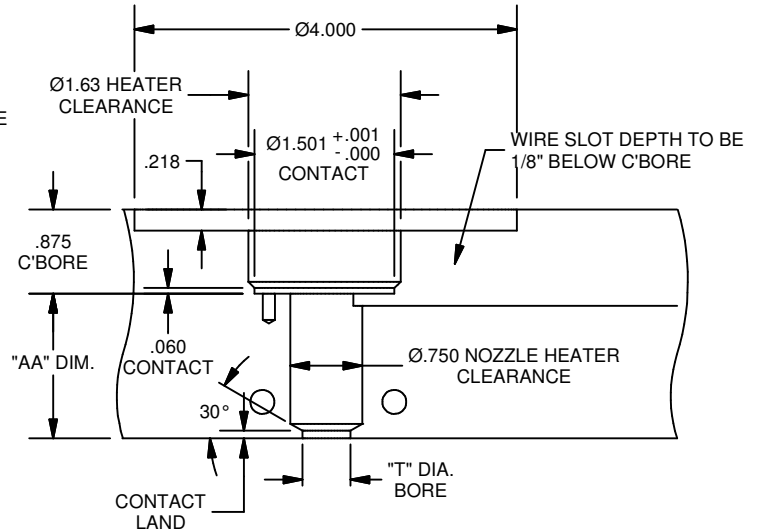 Ø4.000
Ø1.63 HEATER
CLEARANCE
E
Ø1.501 +.001
- .000
CONTACT
WIRE SLOT DEPTH TO BE
1/8" BELOW C'BORE
.218
.875
C'BORE
"AA" DIM.
.060
CONTACT
Ø.750 NOZZLE HEATER
CLEARANCE
30°
"T" DIA.
BORE
CONTACT
LAND